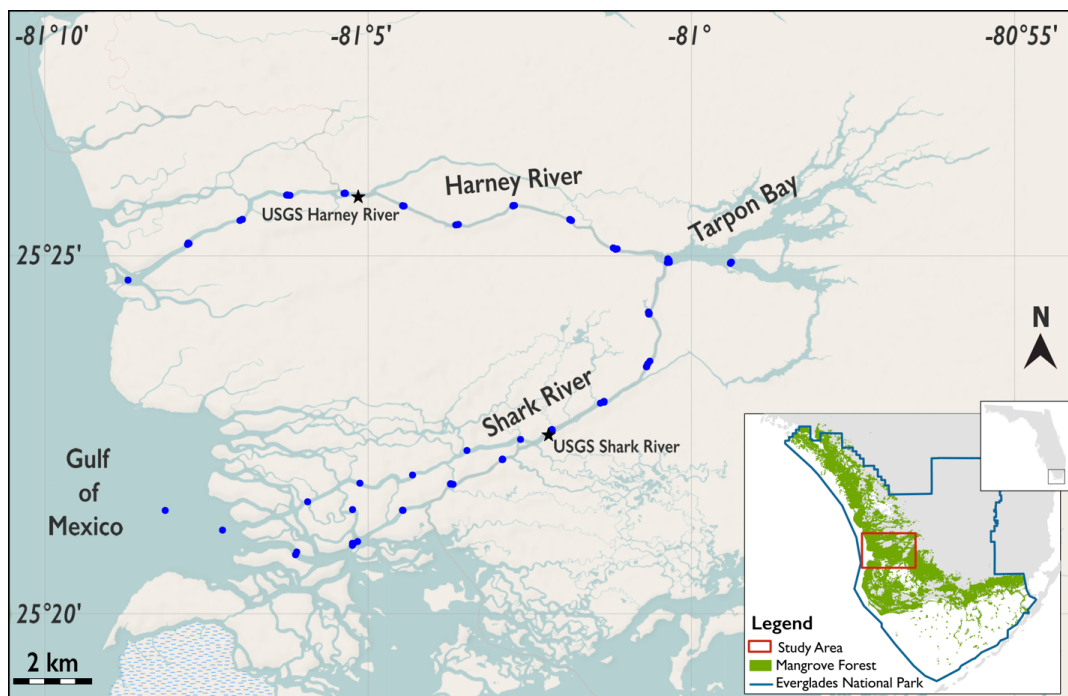 -81°10'
-81°5'
-81°
-80°55'
Harney River
USGS Harney River
Tarpon Bay
25°25'
N
Shark River
USGS Shark River
Gulf
of
Mexico
25°20'
2 km
Legend
Study Area
Mangrove Forest
Everglades National Park